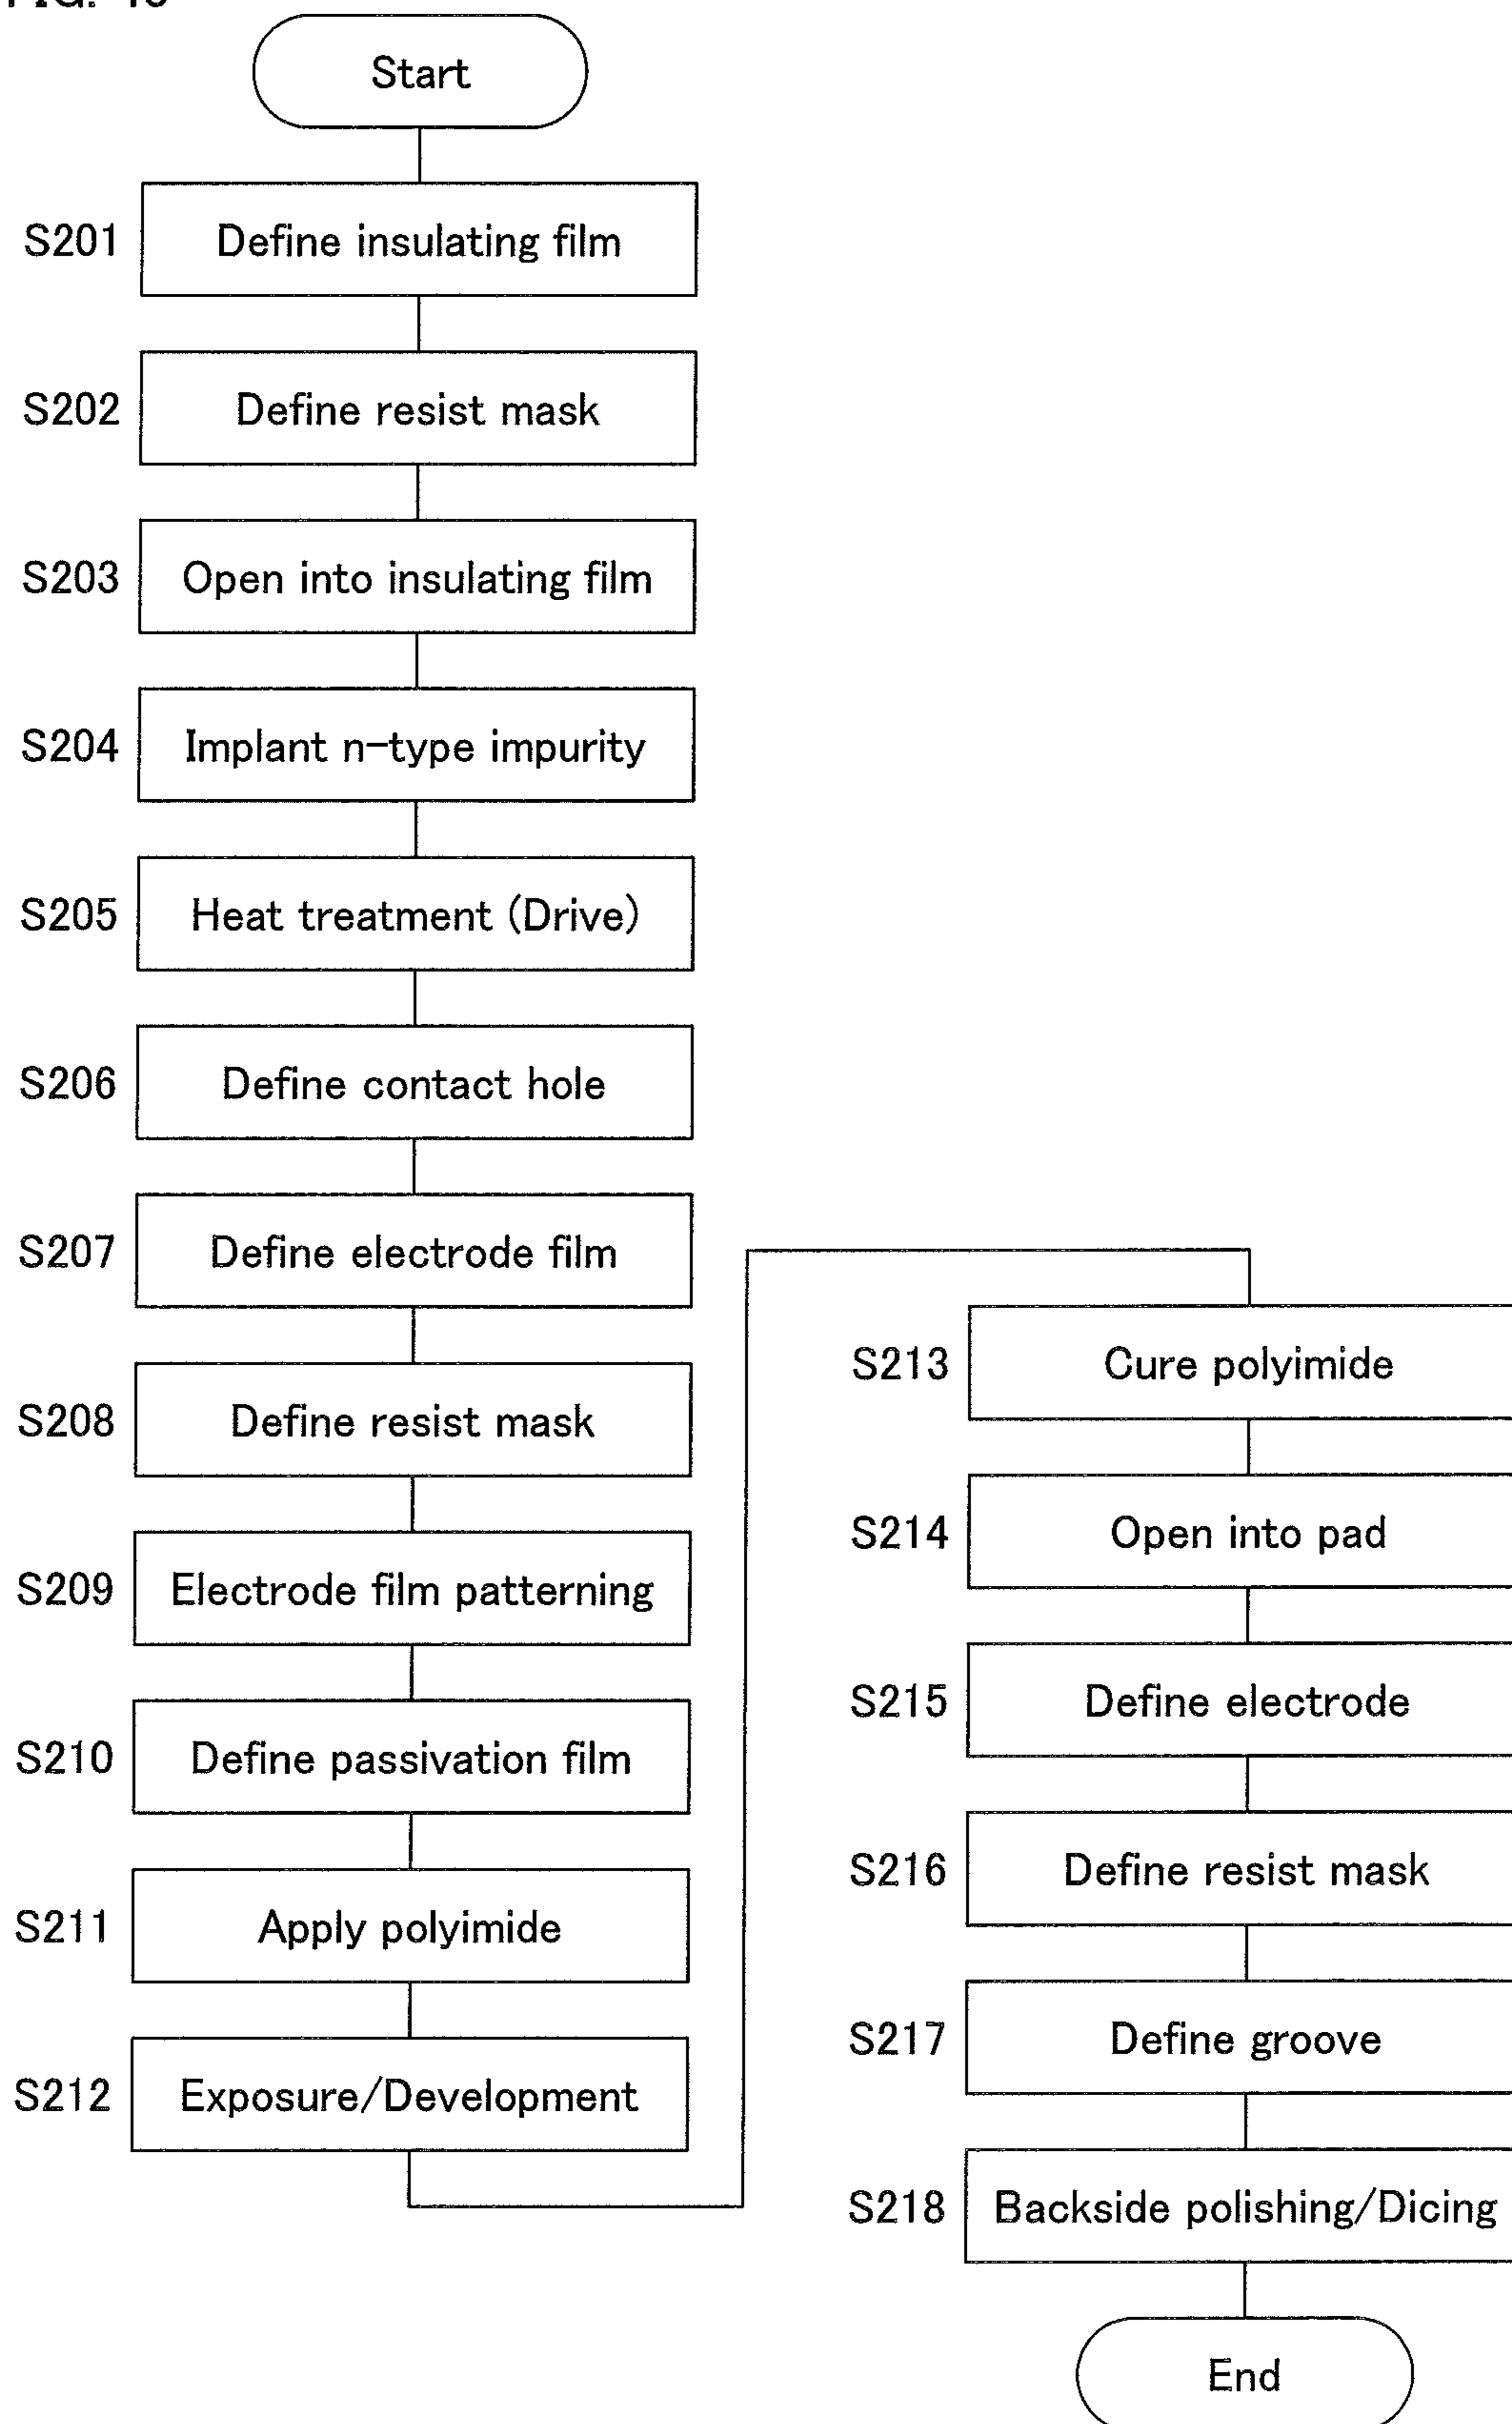 Start
S201 Define insulating film
S202 Define resist mask
S203 Open into insulating film
S204 Implant n-type impurity
S205 Heat treatment (Drive)
S206 Define contact hole
S207 Define electrode film
S208 Define resist mask
S209 Electrode film patterning
S210 Define passivation film
S211 Apply polyimide
S212 Exposure/Development
S213 Cure polyimide
S214 Open into pad
S215 Define electrode
S216 Define resist mask
S217 Define groove
S218 Backside polishing/Dicing
End